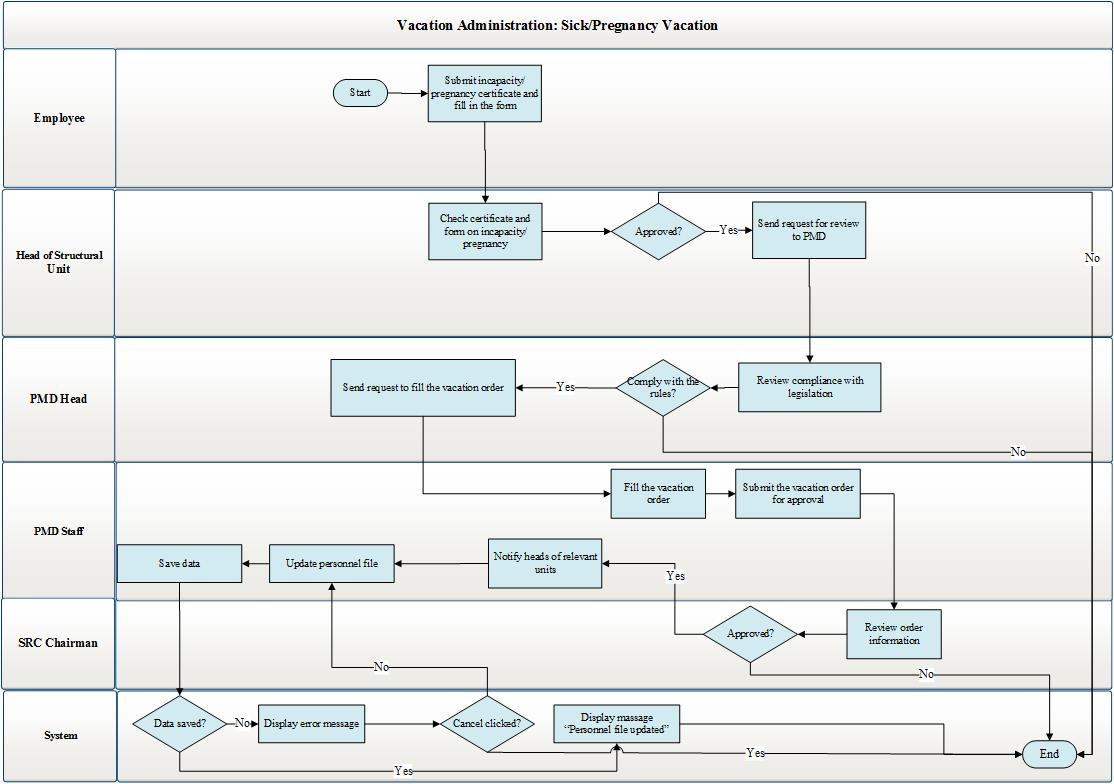 Vacation Administration: Sick/Pregnancy Vacation
Employee
Start
Submit incapacity/
pregnancy certificate and
fill in the form
Head of Structural
Unit
Check certificate and
form on incapacity/
pregnancy
Approved?
Yes
Send request for review
to PMD
No
PMD Head
Send request to fill the vacation order
Yes
Comply with the
rules?
Review compliance with
legislation
No
PMD Staff
Fill the vacation
order
Submit the vacation order
for approval
Save data
Update personnel file
Notify heads of relevant
units
Yes
SRC Chairman
Approved?
Review order
information
No
No
System
Data saved?
No
Display error message
Cancel clicked?
Display massage
“Personnel file updated”
Yes
End
Yes